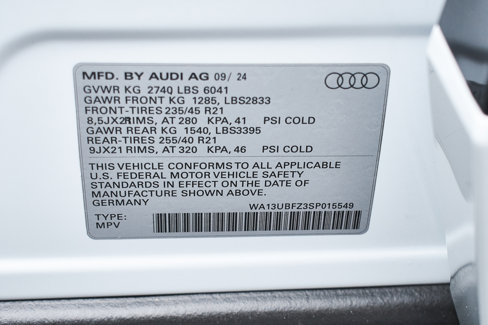 MFD. BY AUDI AG 09/ 24
GVWR KG 2740 LBS 6041
GAWR FRONT KG 1285, LBS2833
FRONT-TIRES 235/45 R21
8,5JX21RIMS, AT 280 KPA, 41 PSI COLD
GAWR REAR KG 1540, LBS3395
REAR-TIRES 255/40 R21
9JX21 RIMS, AT 320 KPA, 46 PSI COLD
THIS VEHICLE CONFORMS TO ALL APPLICABLE
U.S. FEDERAL MOTOR VEHICLE SAFETY
STANDARDS IN EFFECT ON THE DATE OF
MANUFACTURE SHOWN ABOVE.
GERMANY
WA13UBFZ3SP015549
TYPE:
MPV